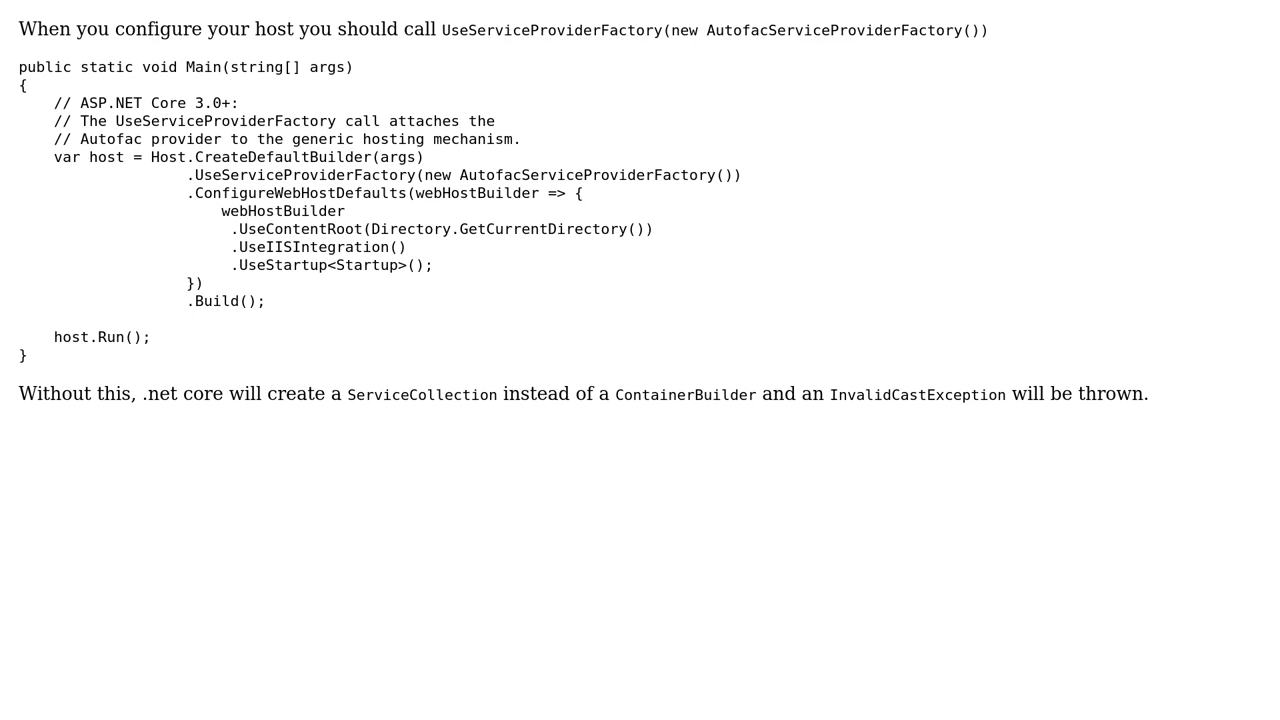 When you configure your host you should call UseServiceProviderFactory(new AutofacServiceProviderFactory())
public static void Main(string[] args)
{
    // ASP.NET Core 3.0+:
    // The UseServiceProviderFactory call attaches the
    // Autofac provider to the generic hosting mechanism.
    var host = Host.CreateDefaultBuilder(args)
                   .UseServiceProviderFactory(new AutofacServiceProviderFactory())
                   .ConfigureWebHostDefaults(webHostBuilder => {
                       webHostBuilder
                        .UseContentRoot(Directory.GetCurrentDirectory())
                        .UseIISIntegration()
                        .UseStartup<Startup>();
                   })
                   .Build();
    host.Run();
}
Without this, .net core will create a ServiceCollection instead of a ContainerBuilder and an InvalidCastException will be thrown.